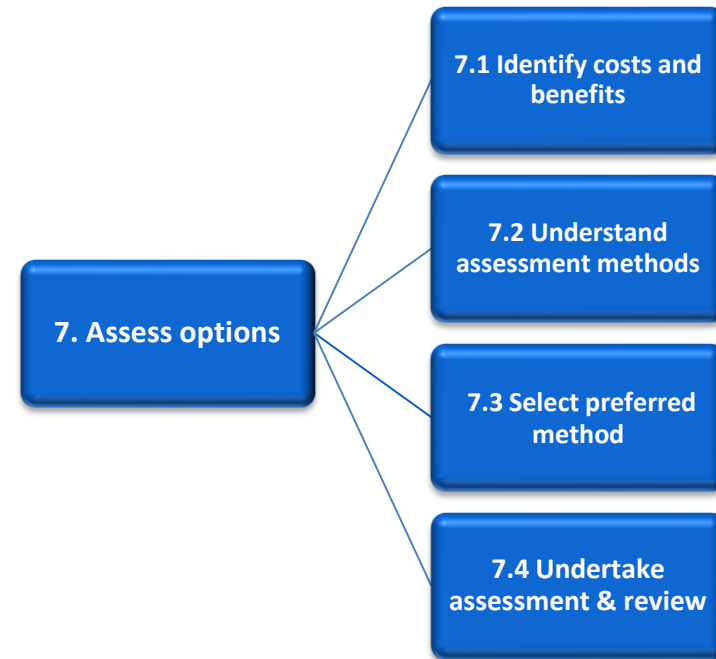 7.1 Identify costs and
benefits
7.2 Understand
assessment methods
7. Assess options
7.3 Select preferred
method
7.4 Undertake
assessment & review